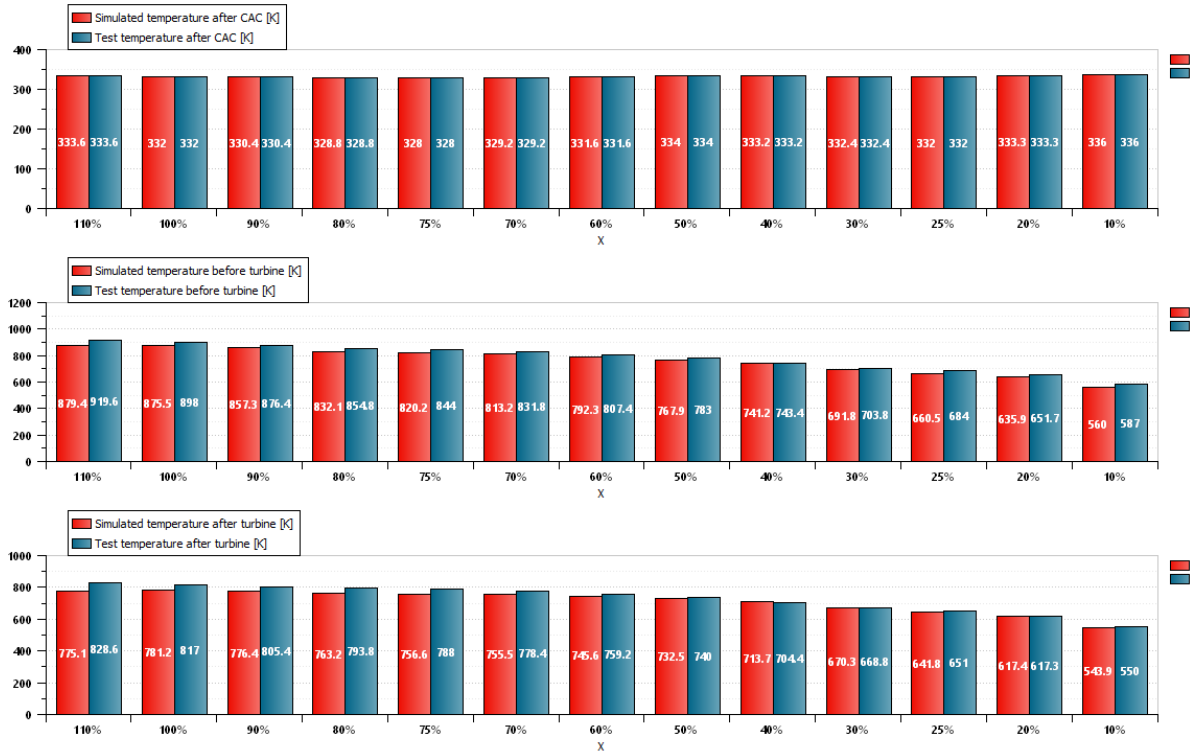 Simulated temperature after CAC [K]
Test temperature after CAC [K]
400
300
200
100
0
333.6 333.6 332 332 330.4 330.4 328.8 328.8 328 328 329.2 329.2 331.6 331.6 334 334 333.2 333.2 332.4 332.4 332 332 333.3 333.3 336 336
110% 100% 90% 80% 75% 70% 60% 50% 40% 30% 25% 20% 10%
X
Simulated temperature before turbine [K]
Test temperature before turbine [K]
1200
1000
800
600
400
200
0
879.4 919.6 875.5 898 857.3 876.4 832.1 854.8 820.2 844 813.2 831.8 792.3 807.4 767.9 783 741.2 743.4 691.8 703.8 660.5 684 635.9 651.7 560 587
110% 100% 90% 80% 75% 70% 60% 50% 40% 30% 25% 20% 10%
X
Simulated temperature after turbine [K]
Test temperature after turbine [K]
1000
800
600
400
200
0
775.1 828.6 781.2 817 776.4 805.4 763.2 793.8 756.6 788 755.5 778.4 745.6 759.2 732.5 740 713.7 704.4 670.3 668.8 641.8 651 617.4 617.3 543.9 550
110% 100% 90% 80% 75% 70% 60% 50% 40% 30% 25% 20% 10%
X